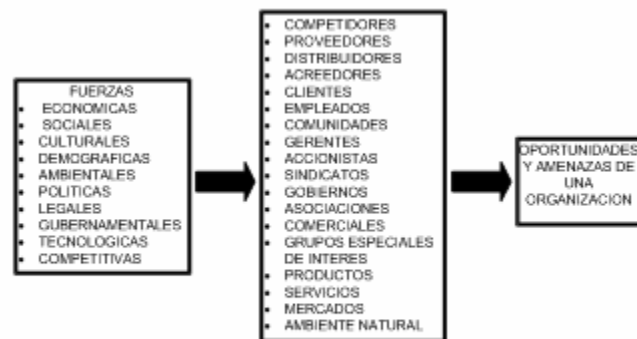 FUERZAS
• ECONOMICAS
• SOCIALES
• CULTURALES
• DEMOGRAFICAS
• AMBIENTALES
• POLITICAS
• LEGALES
• GUBERNAMENTALES
• TECNOLOGICAS
• COMPETITIVAS
• COMPETIDORES
• PROVEEDORES
• DISTRIBUIDORES
• ACREEDORES
• CLIENTES
• EMPLEADOS
• COMUNIDADES
• GERENTES
• ACCIONISTAS
• SINDICATOS
• GOBIERNOS
• ASOCIACIONES
• COMERCIALES
• GRUPOS ESPECIALES
DE INTERES
• PRODUCTOS
• SERVICIOS
• MERCADOS
• AMBIENTE NATURAL
OPORTUNIDADES
Y AMENAZAS DE
UNA
ORGANIZACION